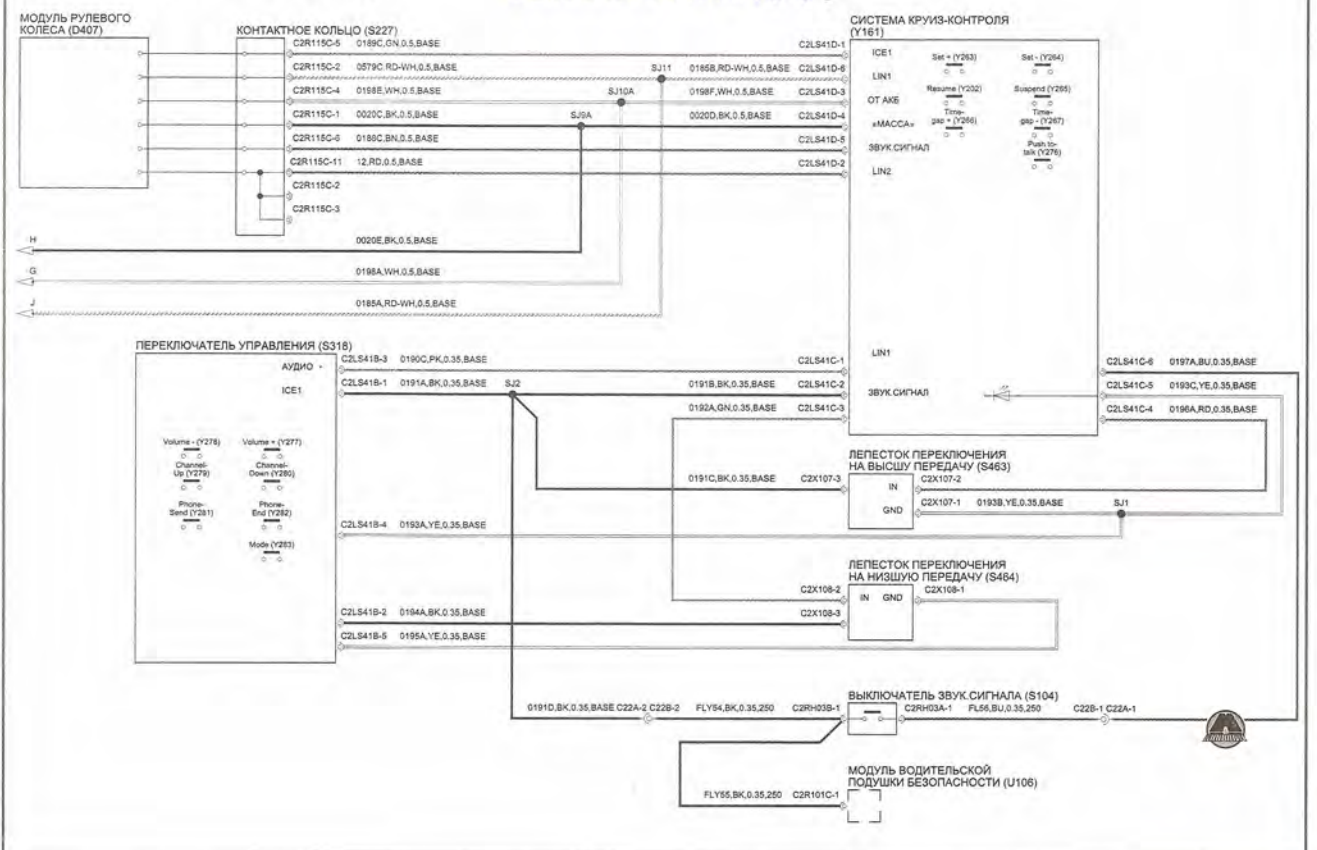 МОДУЛЬ РУЛЕВОГО
КОЛЕСА (D407)
КОНТАКТНОЕ КОЛЬЦО (S227)
СИСТЕМА КРУИЗ-КОНТРОЛЯ
(Y161)
C2R115C-5 0189C,GN,0.5,BASE C2LS41D-1
C2R115C-2 0579C,RD-WH,0.5,BASE SJ11 0185B,RD-WH,0.5,BASE C2LS41D-6
C2R115C-4 0198E,WH,0.5,BASE SJ10A 0198F,WH,0.5,BASE C2LS41D-3
C2R115C-1 0020C,BK,0.5,BASE SJ9A 0020D,BK,0.5,BASE C2LS41D-4
C2R115C-6 0186C,BN,0.5,BASE C2LS41D-5
C2R115C-11 12,RD,0.5,BASE C2LS41D-2
C2R115C-2
C2R115C-3
ICE1
LIN1
ОТ АКБ
«МАССА»
ЗВУК.СИГНАЛ
LIN2
Set + (Y263) Set - (Y264)
Resume (Y202) Suspend (Y265)
Time-
gap + (Y266)
Time-
gap - (Y267)
Push to-
talk (Y276)
H 0020E,BK,0.5,BASE
G 0198A,WH,0.5,BASE
J 0185A,RD-WH,0.5,BASE
ПЕРЕКЛЮЧАТЕЛЬ УПРАВЛЕНИЯ (S318)
АУДИО -
ICE1
C2LS41B-3 0190C,PK,0.35,BASE C2LS41C-1
C2LS41B-1 0191A,BK,0.35,BASE SJ2 0191B,BK,0.35,BASE C2LS41C-2
0192A,GN,0.35,BASE C2LS41C-3
LIN1
ЗВУК.СИГНАЛ
C2LS41C-6 0197A,BU,0.35,BASE
C2LS41C-5 0193C,YE,0.35,BASE
C2LS41C-4 0196A,RD,0.35,BASE
Volume - (Y278) Volume + (Y277)
Channel-
Up (Y279)
Channel-
Down (Y280)
Phone-
Send (Y281)
Phone-
End (Y282)
Mode (Y283)
ЛЕПЕСТОК ПЕРЕКЛЮЧЕНИЯ
НА ВЫСШУ ПЕРЕДАЧУ (S463)
0191C,BK,0.35,BASE C2X107-3
IN
GND
C2X107-2
C2X107-1 0193B,YE,0.35,BASE SJ1
C2LS41B-4 0193A,YE,0.35,BASE
ЛЕПЕСТОК ПЕРЕКЛЮЧЕНИЯ
НА НИЗШУЮ ПЕРЕДАЧУ (S464)
C2X108-2 IN GND C2X108-1
C2LS41B-2 0194A,BK,0.35,BASE C2X108-3
C2LS41B-5 0195A,YE,0.35,BASE
ВЫКЛЮЧАТЕЛЬ ЗВУК.СИГНАЛА (S104)
0191D,BK,0.35,BASE C22A-2 C22B-2 FLY54,BK,0.35,250 C2RH03B-1
C2RH03A-1 FL56,BU,0.35,250 C22B-1 C22A-1
МОДУЛЬ ВОДИТЕЛЬСКОЙ
ПОДУШКИ БЕЗОПАСНОСТИ (U106)
FLY55,BK,0.35,250 C2R101C-1